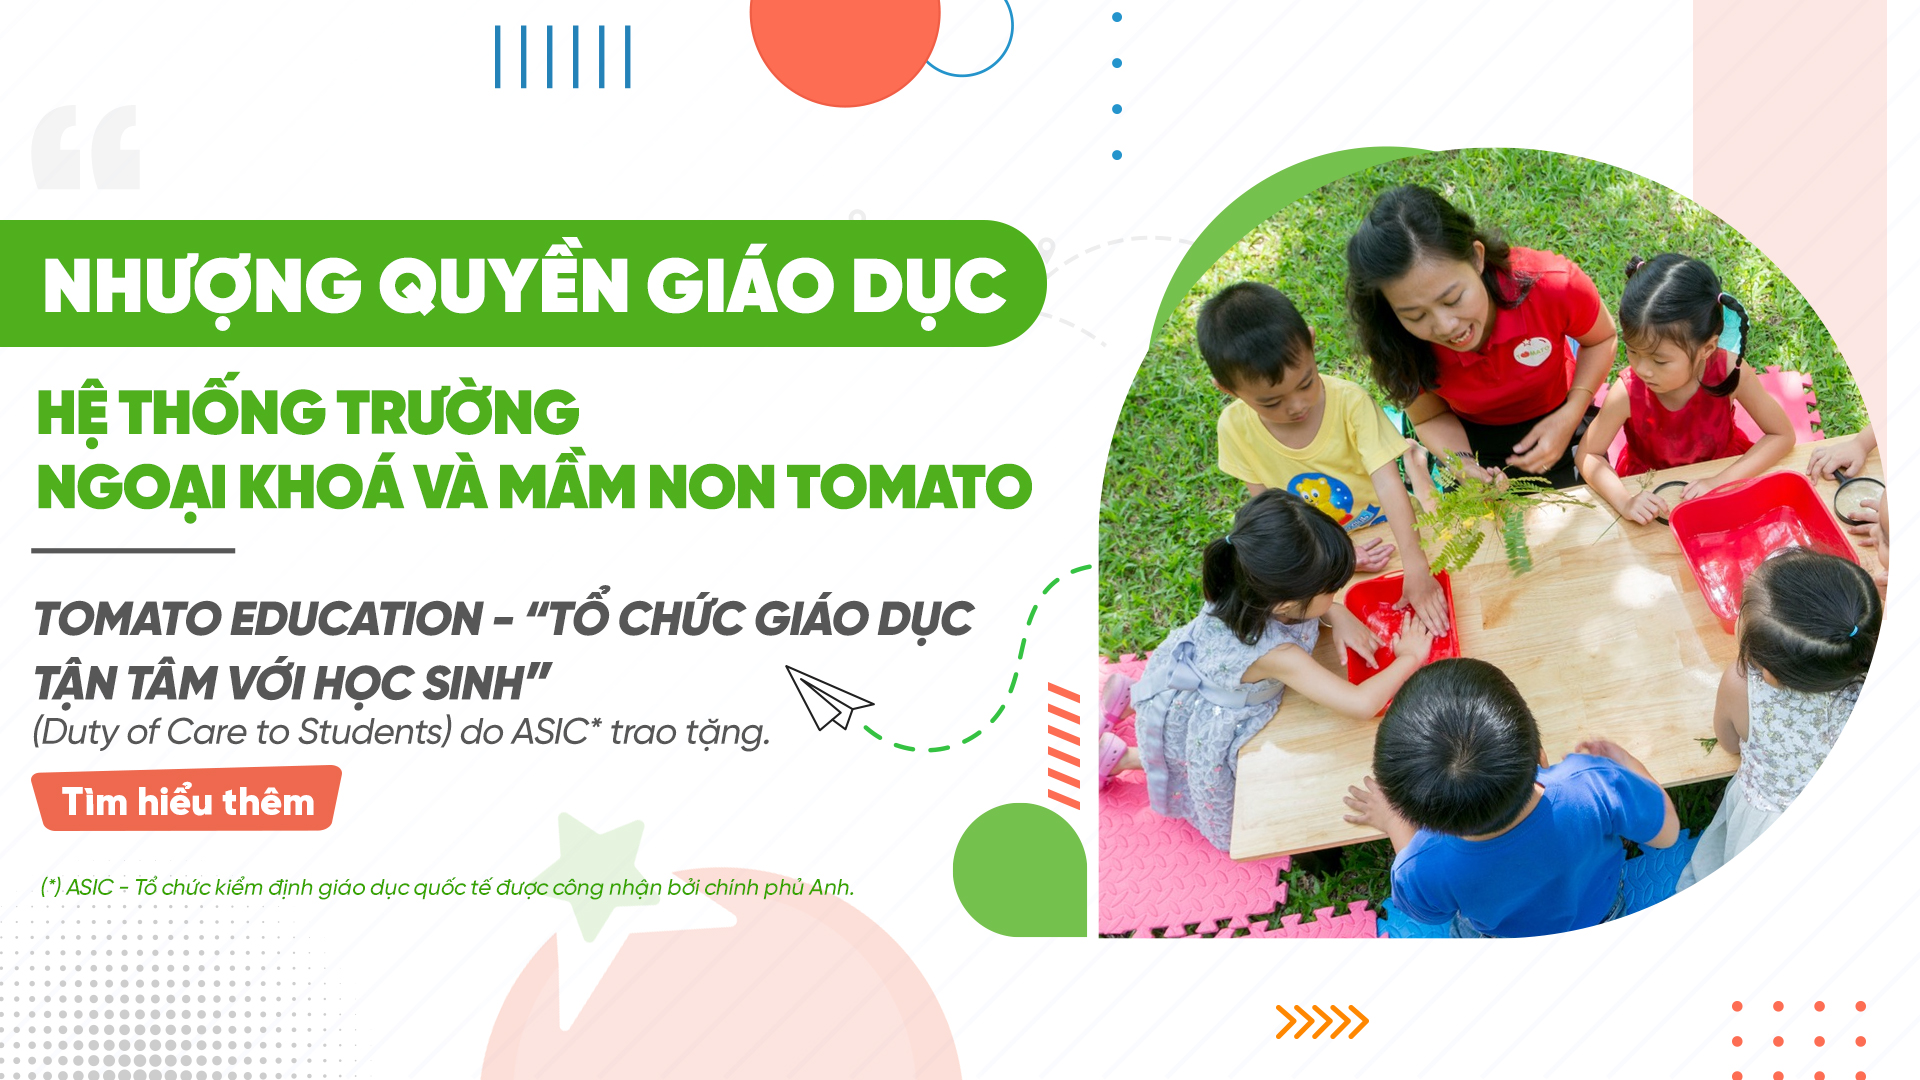 NHƯỢNG QUYỀN GIÁO DỤC
HỆ THỐNG TRƯỜNG
NGOẠI KHOÁ VÀ MẦM NON TOMATO
TOMATO EDUCATION - “TỔ CHỨC GIÁO DỤC
TẬN TÂM VỚI HỌC SINH”
(Duty of Care to Students) do ASIC* trao tặng.
Tìm hiểu thêm
(*) ASIC - Tổ chức kiểm định giáo dục quốc tế được công nhận bởi chính phủ Anh.